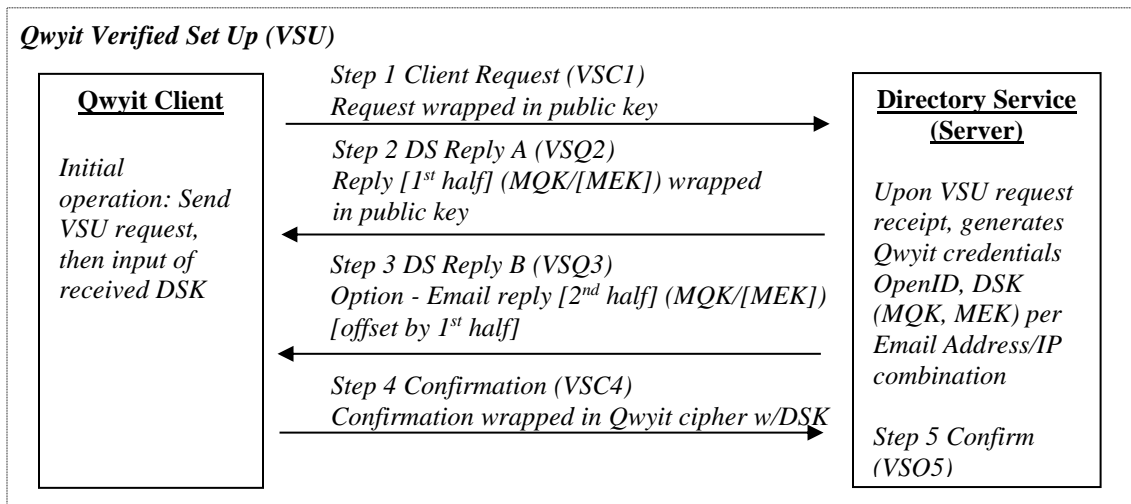 Qwyit Verified Set Up (VSU)
Qwyit Client
Initial
operation: Send
VSU request,
then input of
received DSK
Step 1 Client Request (VSC1)
Request wrapped in public key
Step 2 DS Reply A (VSQ2)
Reply [1st half] (MQK/[MEK]) wrapped
in public key
Step 3 DS Reply B (VSQ3)
Option - Email reply [2nd half] (MQK/[MEK])
[offset by 1st half]
Step 4 Confirmation (VSC4)
Confirmation wrapped in Qwyit cipher w/DSK
Directory Service
(Server)
Upon VSU request
receipt, generates
Qwyit credentials
OpenID, DSK
(MQK, MEK) per
Email Address/IP
combination
Step 5 Confirm
(VSO5)